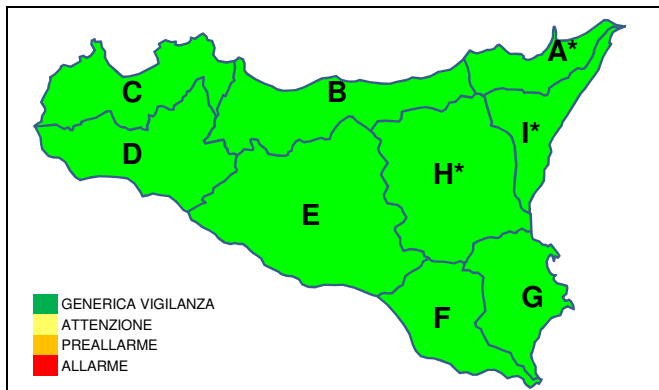 A*
C
B
I*
D
H*
E
G
F
GENERICA VIGILANZA
ATTENZIONE
PREALLARME
ALLARME